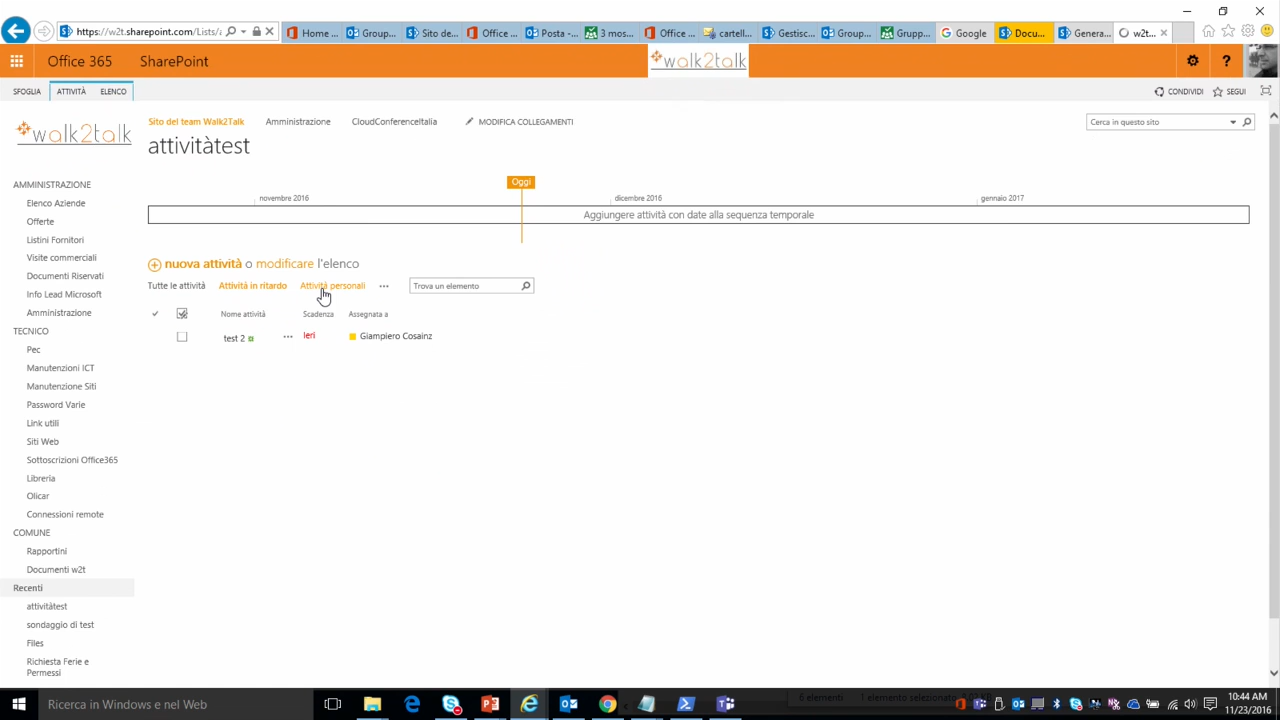 https://w2t.sharepoint.com/Lists/
Home ...
Group...
Sito de...
Office ...
Posta -...
3 mos...
Office ...
cartell...
Gestisc...
Group...
Grupp...
Google
Docu...
Genera...
w2t...
Office 365
SharePoint
walk2talk
?
SFOGLIA
ATTIVITÀ
ELENCO
CONDIVIDI
SEGUI
walk2talk
Sito del team Walk2Talk
Amministrazione
CloudConferenceItalia
MODIFICA COLLEGAMENTI
Cerca in questo sito
attivitàtest
Oggi
novembre 2016
dicembre 2016
gennaio 2017
Aggiungere attività con date alla sequenza temporale
nuova attività o modificare l'elenco
Tutte le attività
Attività in ritardo
Attività personali
...
Trova un elemento
Nome attività
Scadenza
Assegnata a
test 2
...
Ieri
Giampiero Cosainz
AMMINISTRAZIONE
Elenco Aziende
Offerte
Listini Fornitori
Visite commerciali
Documenti Riservati
Info Lead Microsoft
Amministrazione
TECNICO
Pec
Manutenzioni ICT
Manutenzione Siti
Password Varie
Link utili
Siti Web
Sottoscrizioni Office365
Libreria
Olicar
Connessioni remote
COMUNE
Rapportini
Documenti w2t
Recenti
attivitàtest
sondaggio di test
Files
Richiesta Ferie e
Permessi
Ricerca in Windows e nel Web
6 elementi
1 elemento selezionato
10:44 AM
11/23/2016